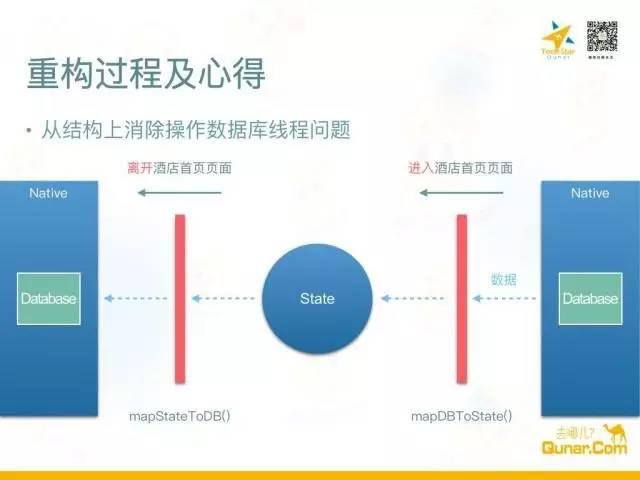 Tech Star
Qunar
重构过程及心得
• 从结构上消除操作数据库线程问题
离开酒店首页页面
进入酒店首页页面
Native
Native
Database
State
数据
Database
mapStateToDB()
mapDBToState()
去哪儿?
Qunar.Com